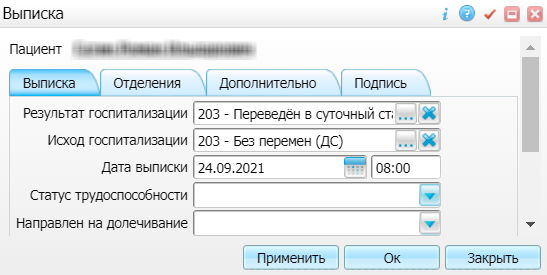 Выписка
Пациент
Выписка Отделения Дополнительно Подпись
Результат госпитализации 203 - Переведён в суточный ста ...
Исход госпитализации 203 - Без перемен (ДС) ...
Дата выписки 24.09.2021 08:00
Статус трудоспособности
Направлен на долечивание
Применить Ок Закрыть